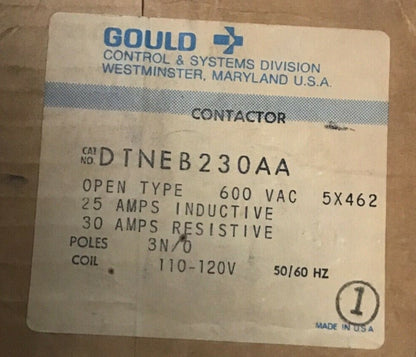 GOULD
CONTROL & SYSTEMS DIVISION
WESTMINSTER, MARYLAND U.S.A.
CONTACTOR
CAT NO. DTNEB230AA
OPEN TYPE 600 VAC 5X462
25 AMPS INDUCTIVE
30 AMPS RESISTIVE
POLES 3N/O
COIL 110-120V 50/60 HZ
1
MADE IN U.S.A